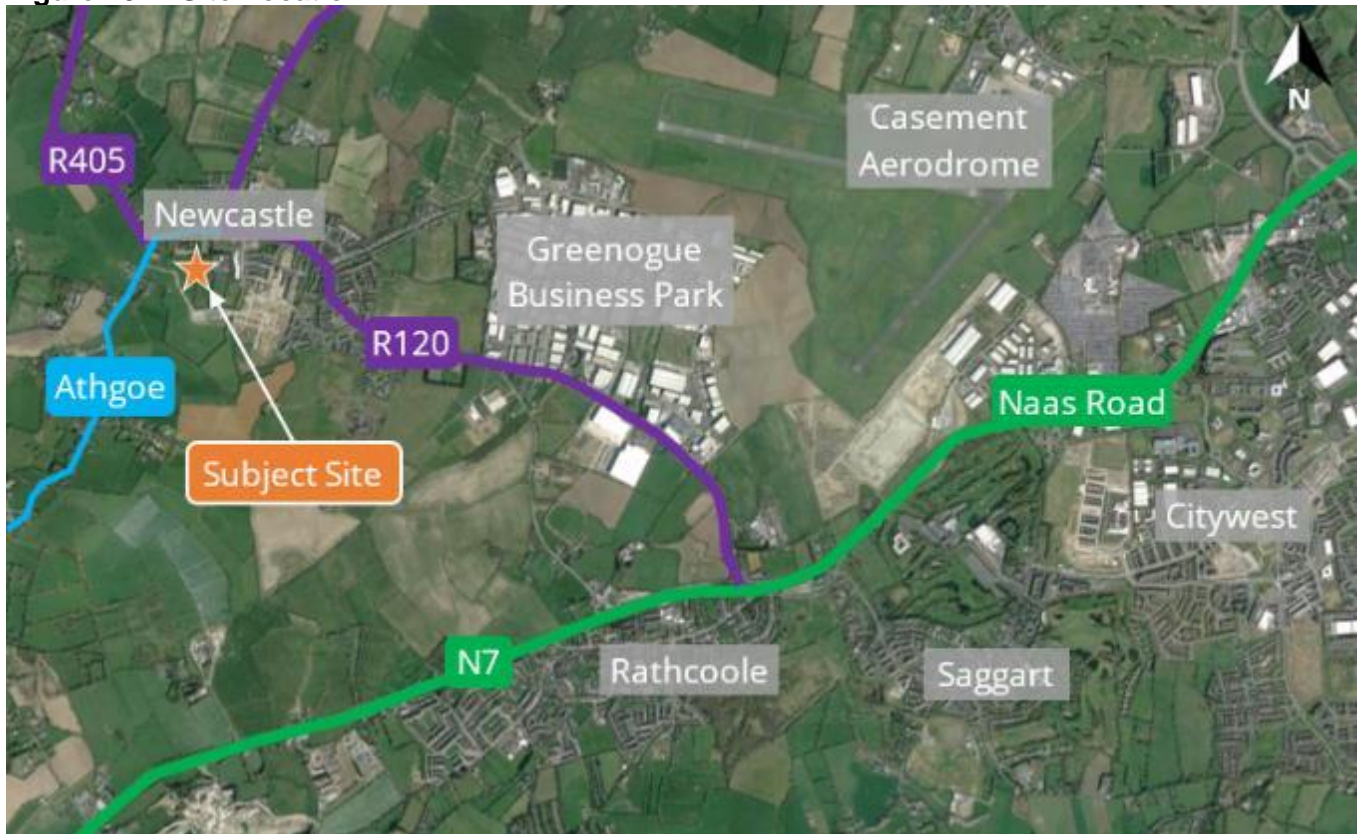 Casement
Aerodrome
N
R405
Newcastle
Greenogue
Business Park
R120
Athgoe
Naas Road
Subject Site
Citywest
N7
Rathcoole
Saggart